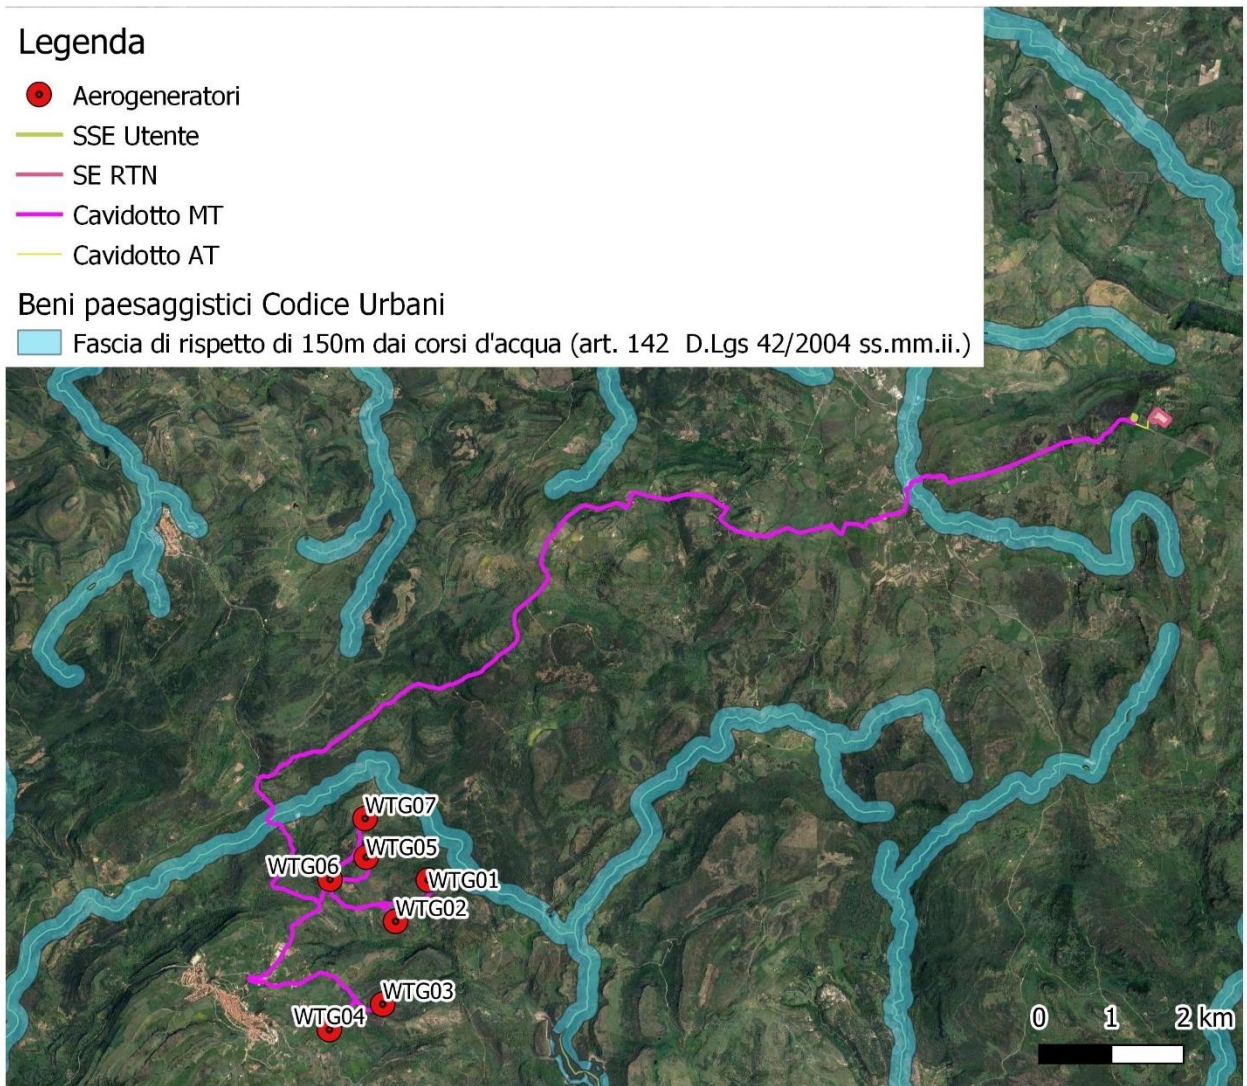 Legenda
Aerogeneratori
SSE Utente
SE RTN
Cavidotto MT
Cavidotto AT
Beni paesaggistici Codice Urbani
Fascia di rispetto di 150m dai corsi d'acqua (art. 142 D.Lgs 42/2004 ss.mm.ii.)
WTG07
WTG05
WTG06
WTG01
WTG02
WTG03
WTG04
0 1 2 km